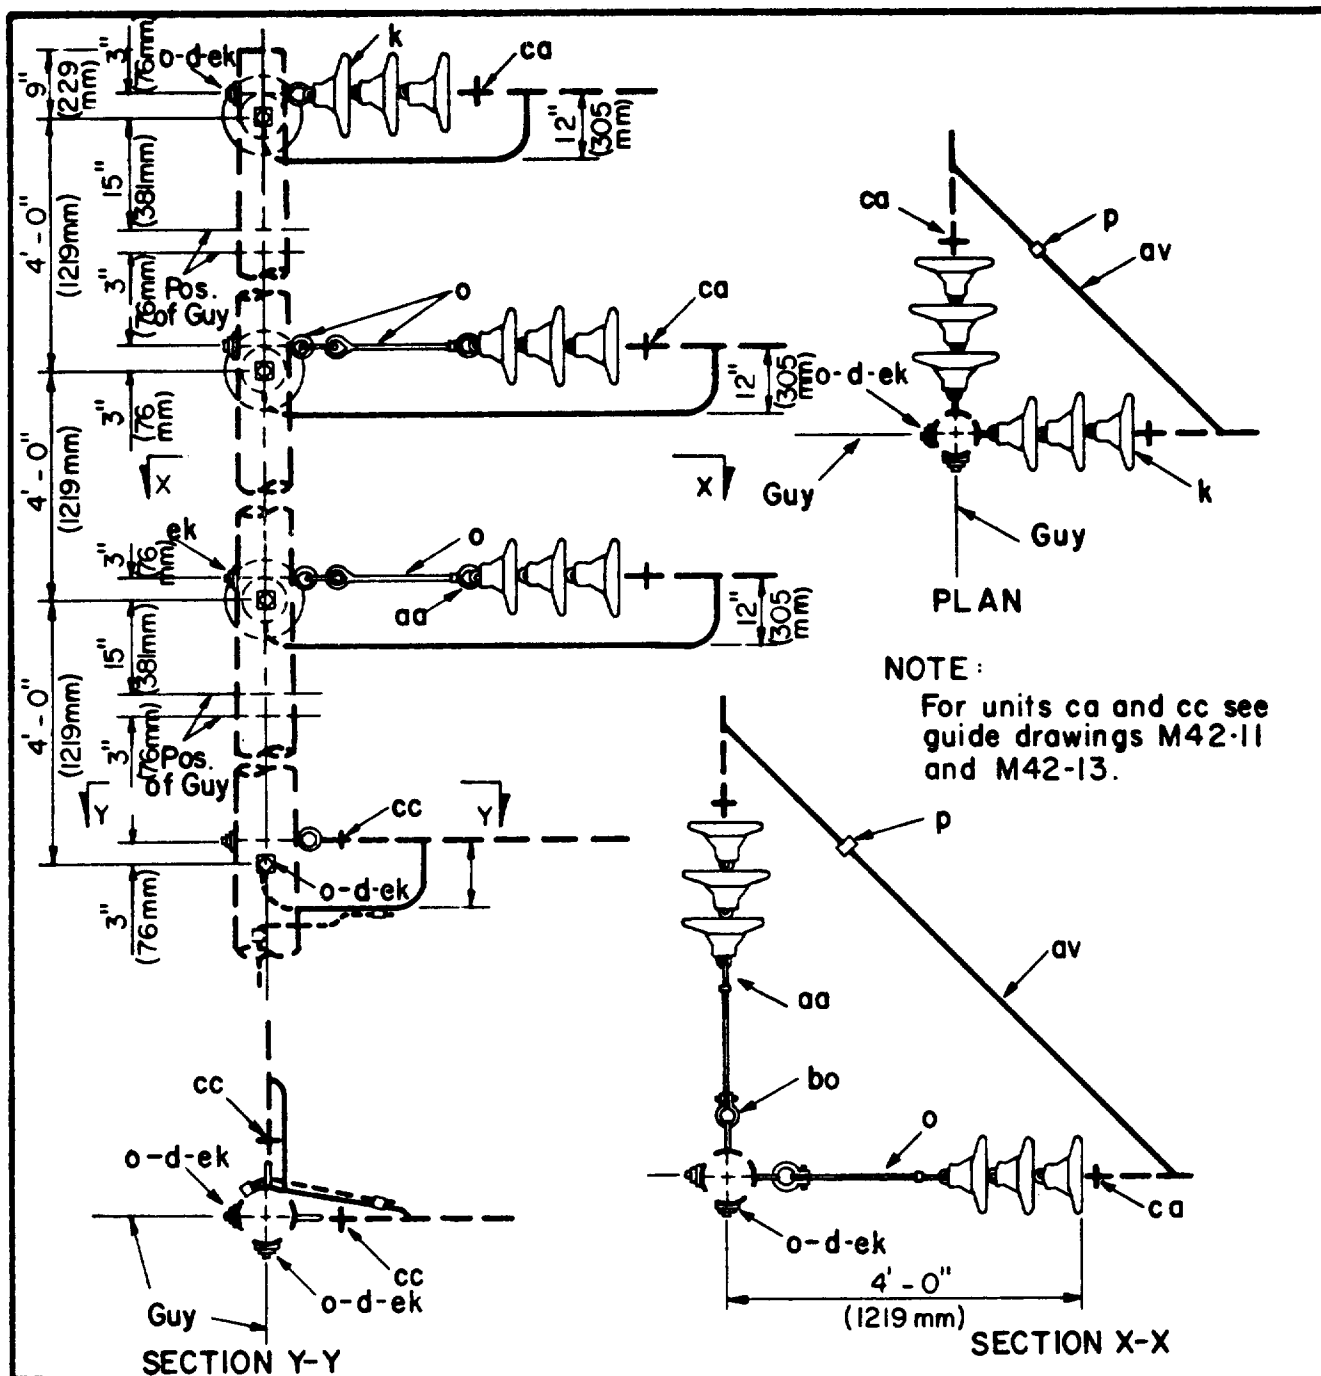 3"
(76mm)
9"
(229
mm)
o-d-ek
k
ca
12"
(305
mm)
15"
(381mm)
4'-0"
(1219mm)
3"
(76mm)
Pos.
of Guy
o
ca
12"
(305
mm)
3"
(76
mm)
4'-0"
(1219mm)
X
X
ek
3"
(76
mm)
o
aa
12"
(305
mm)
15"
(381mm)
4'-0"
(1219mm)
3"
(76mm)
Pos.
of Guy
Y
cc
Y
o-d-ek
3"
(76mm)
cc
o-d-ek
cc
o-d-ek
Guy
SECTION Y-Y
ca
p
av
o-d-ek
Guy
k
Guy
PLAN
NOTE:
For units ca and cc see
guide drawings M42-11
and M42-13.
p
av
aa
bo
o
ca
o-d-ek
4'-0"
(1219mm)
SECTION X-X